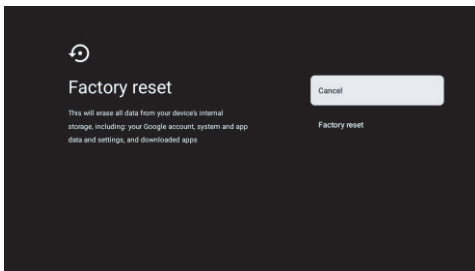 Factory reset
This will erase all data from your device's internal
storage, including: your Google account, system and app
data and settings, and downloaded apps
Cancel
Factory reset